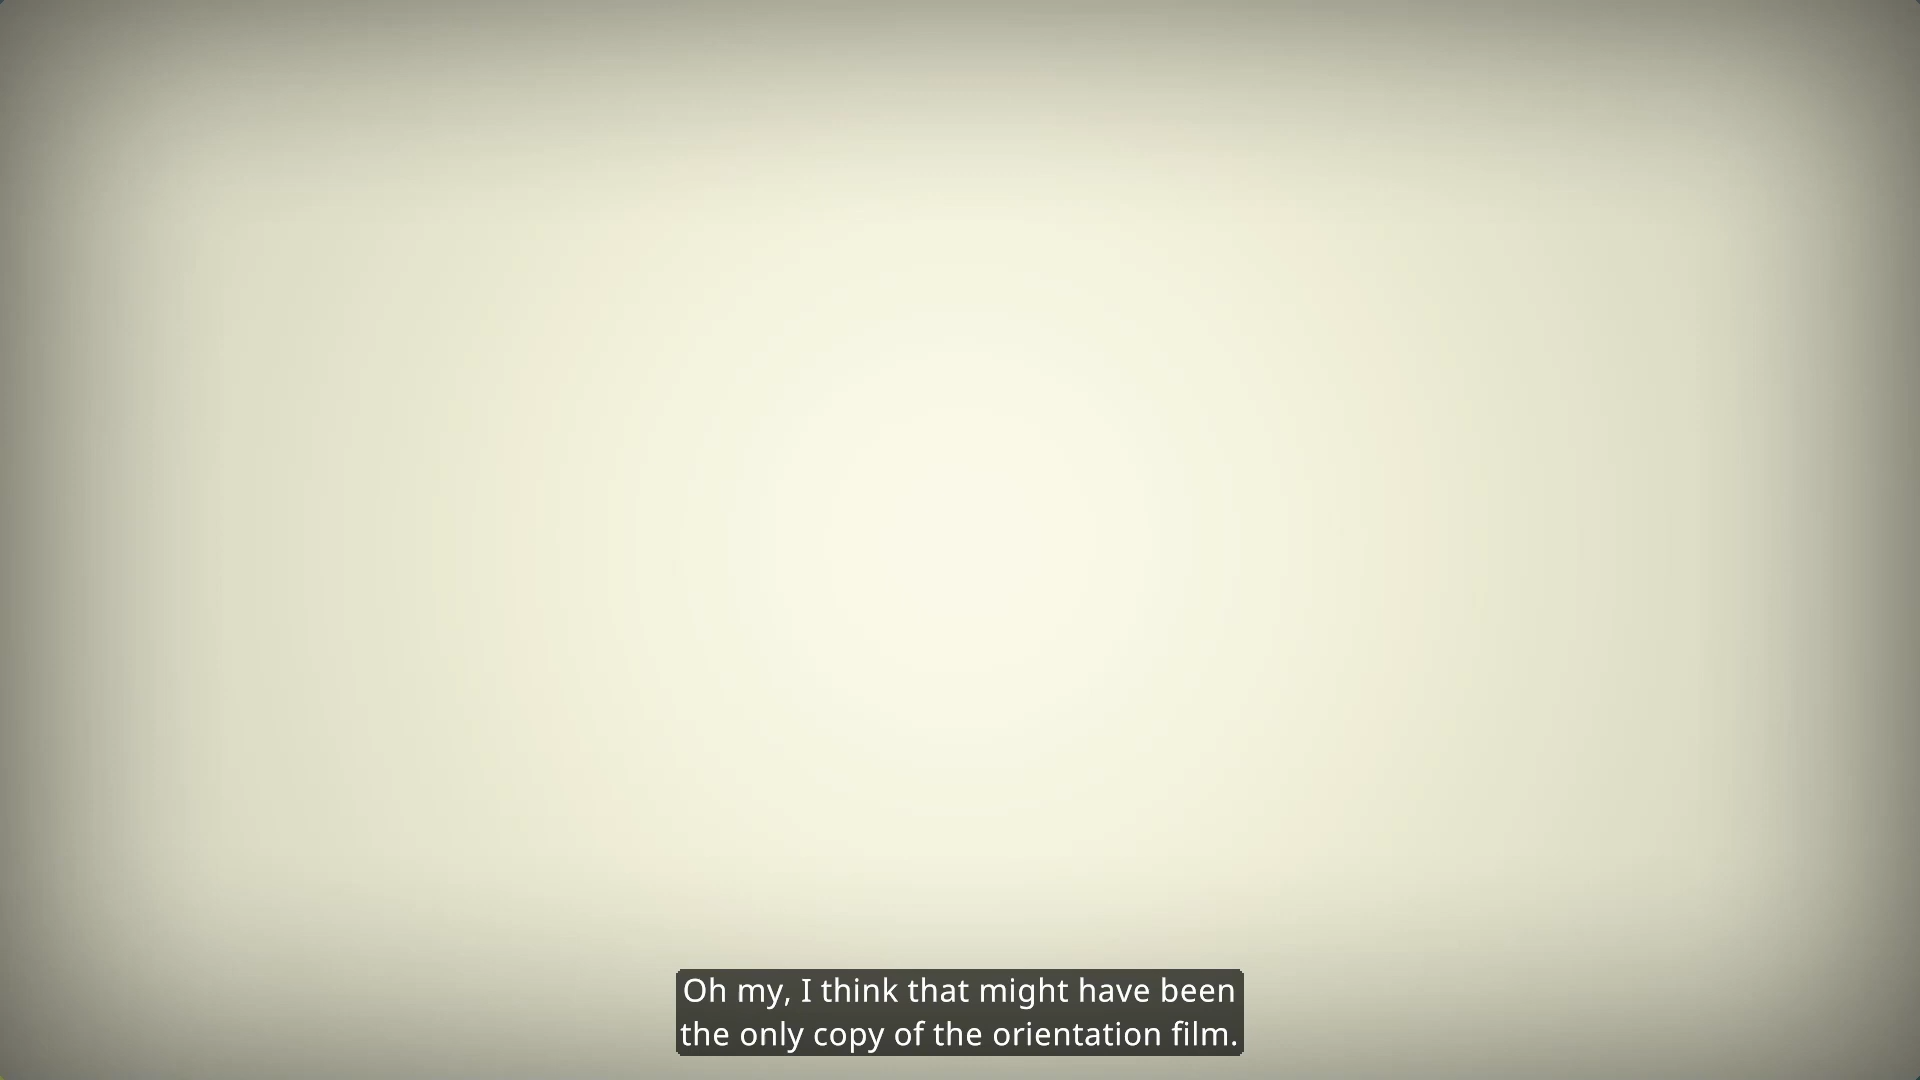 Oh my, I think that might have been
the only copy of the orientation film.